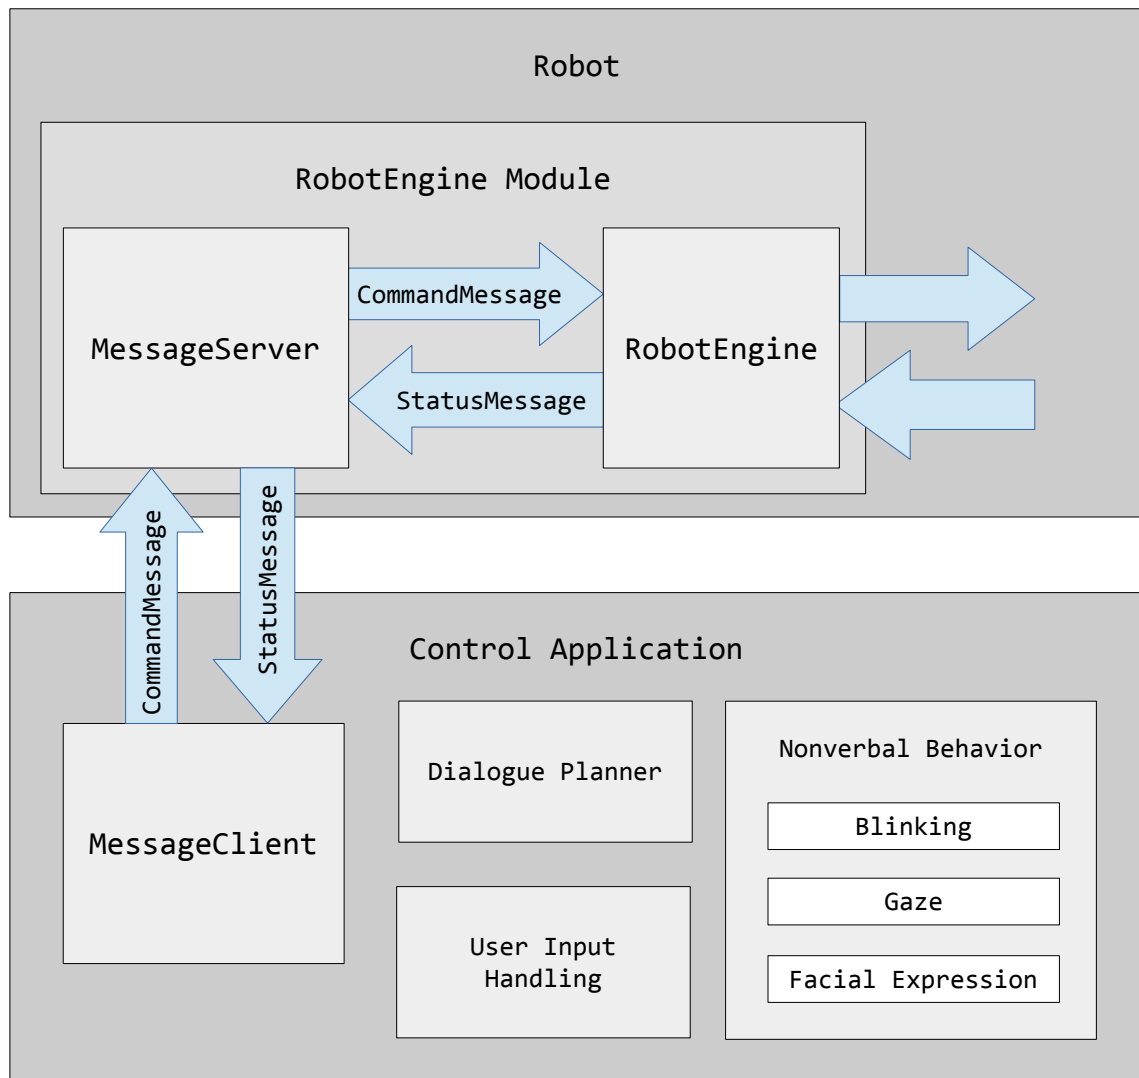 Robot
RobotEngine Module
MessageServer
CommandMessage
StatusMessage
RobotEngine
CommandMessage
StatusMessage
Control Application
MessageClient
Dialogue Planner
User Input
Handling
Nonverbal Behavior
Blinking
Gaze
Facial Expression